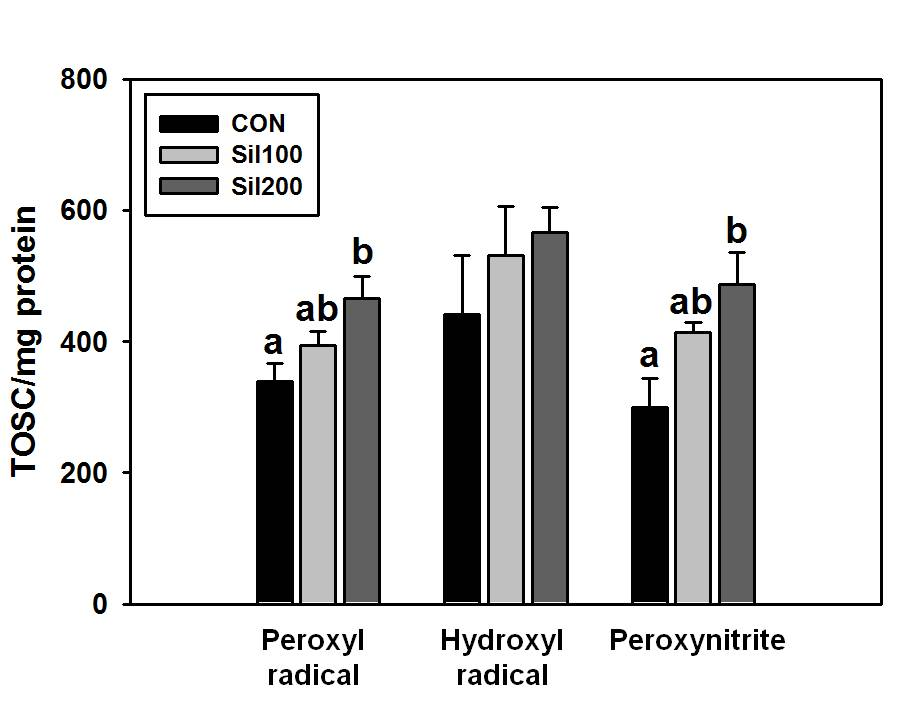 800
600
400
200
0
TOSC/mg protein
CON
Sil100
Sil200
a
ab
b
a
ab
b
Peroxyl
radical
Hydroxyl
radical
Peroxynitrite